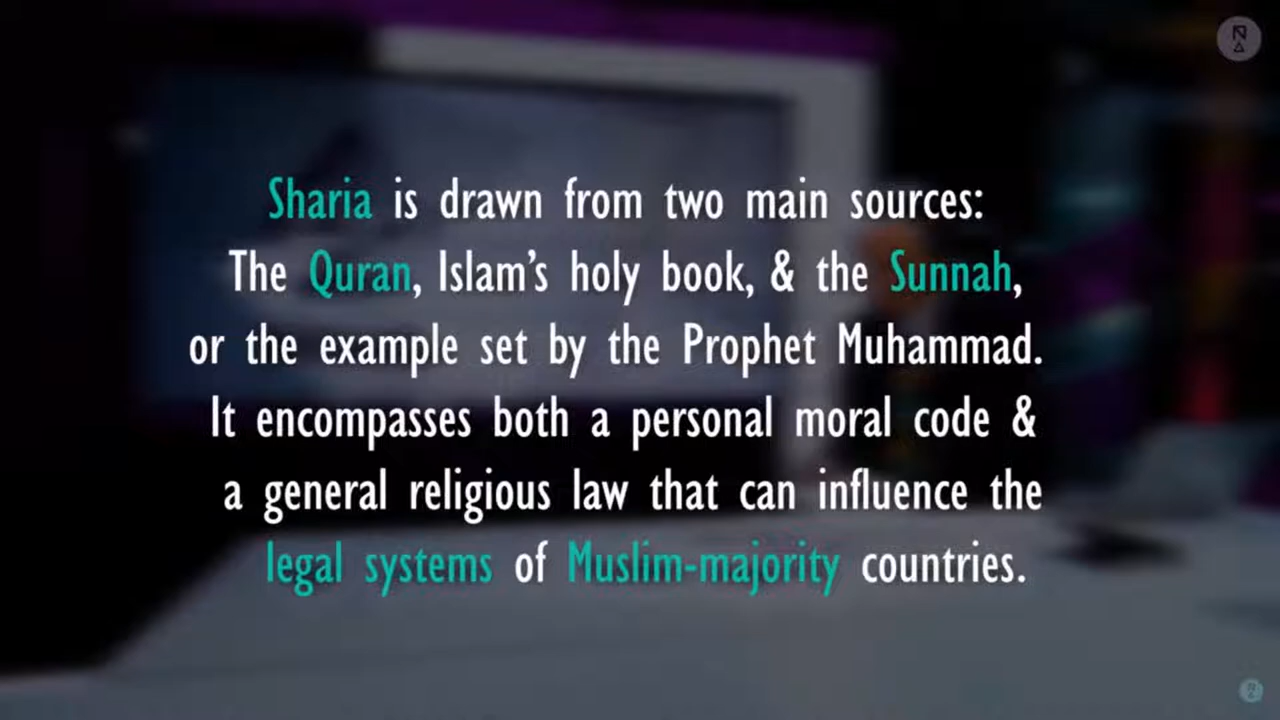 Sharia is drawn from two main sources:
The Quran, Islam's holy book, & the Sunnah,
or the example set by the Prophet Muhammad.
It encompasses both a personal moral code &
a general religious law that can influence the
legal systems of Muslim-majority countries.